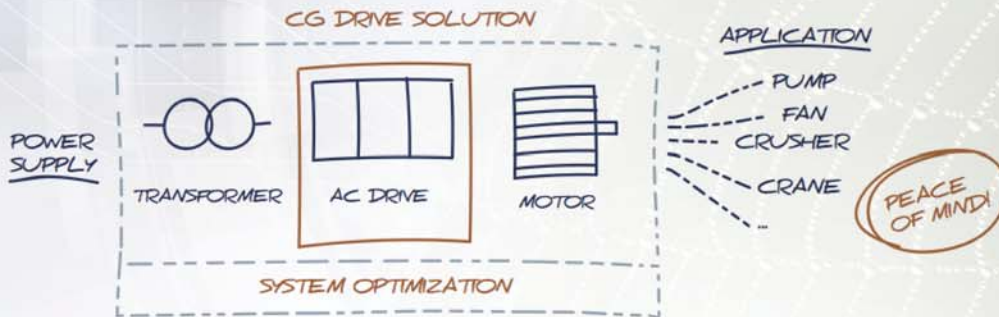 CG DRIVE SOLUTION
APPLICATION
POWER
SUPPLY
TRANSFORMER
AC DRIVE
MOTOR
PUMP
FAN
CRUSHER
CRANE
...
PEACE
OF MIND!
SYSTEM OPTIMIZATION